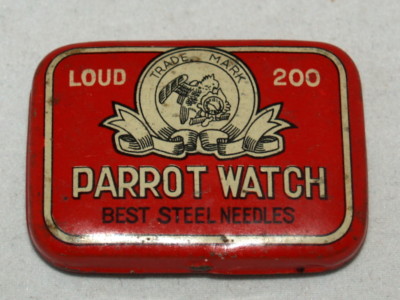 TRADE MARK
LOUD 200
PARROT WATCH
BEST STEEL NEEDLES